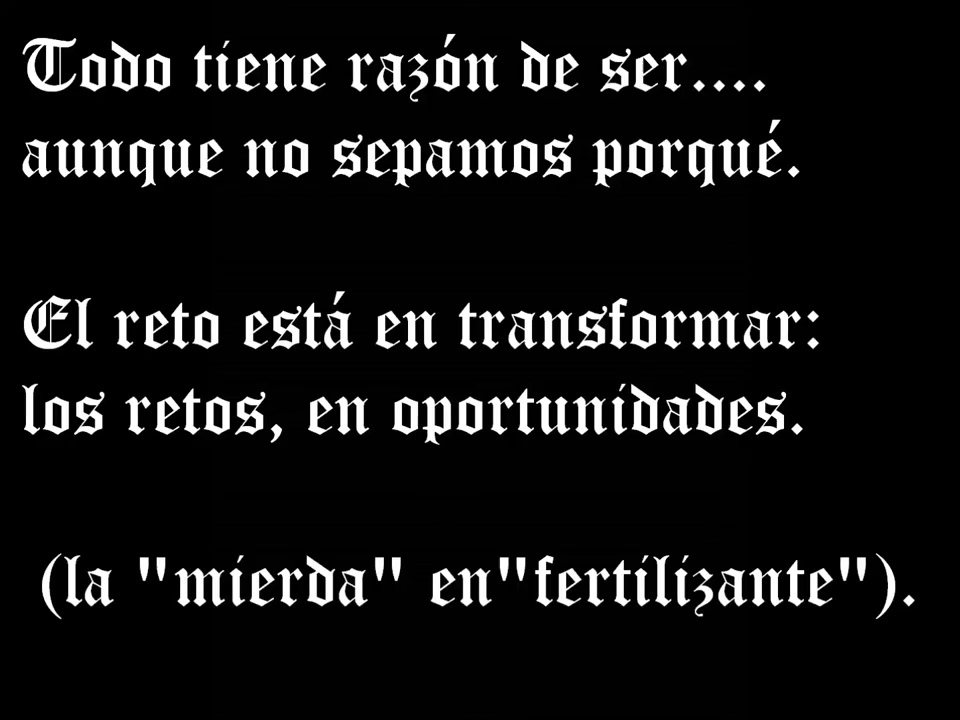 Todo tiene razón de ser....
aunque no sepamos porqué.
El reto está en transformar:
los retos, en oportunidades.
(la "mierda" en"fertilizante").